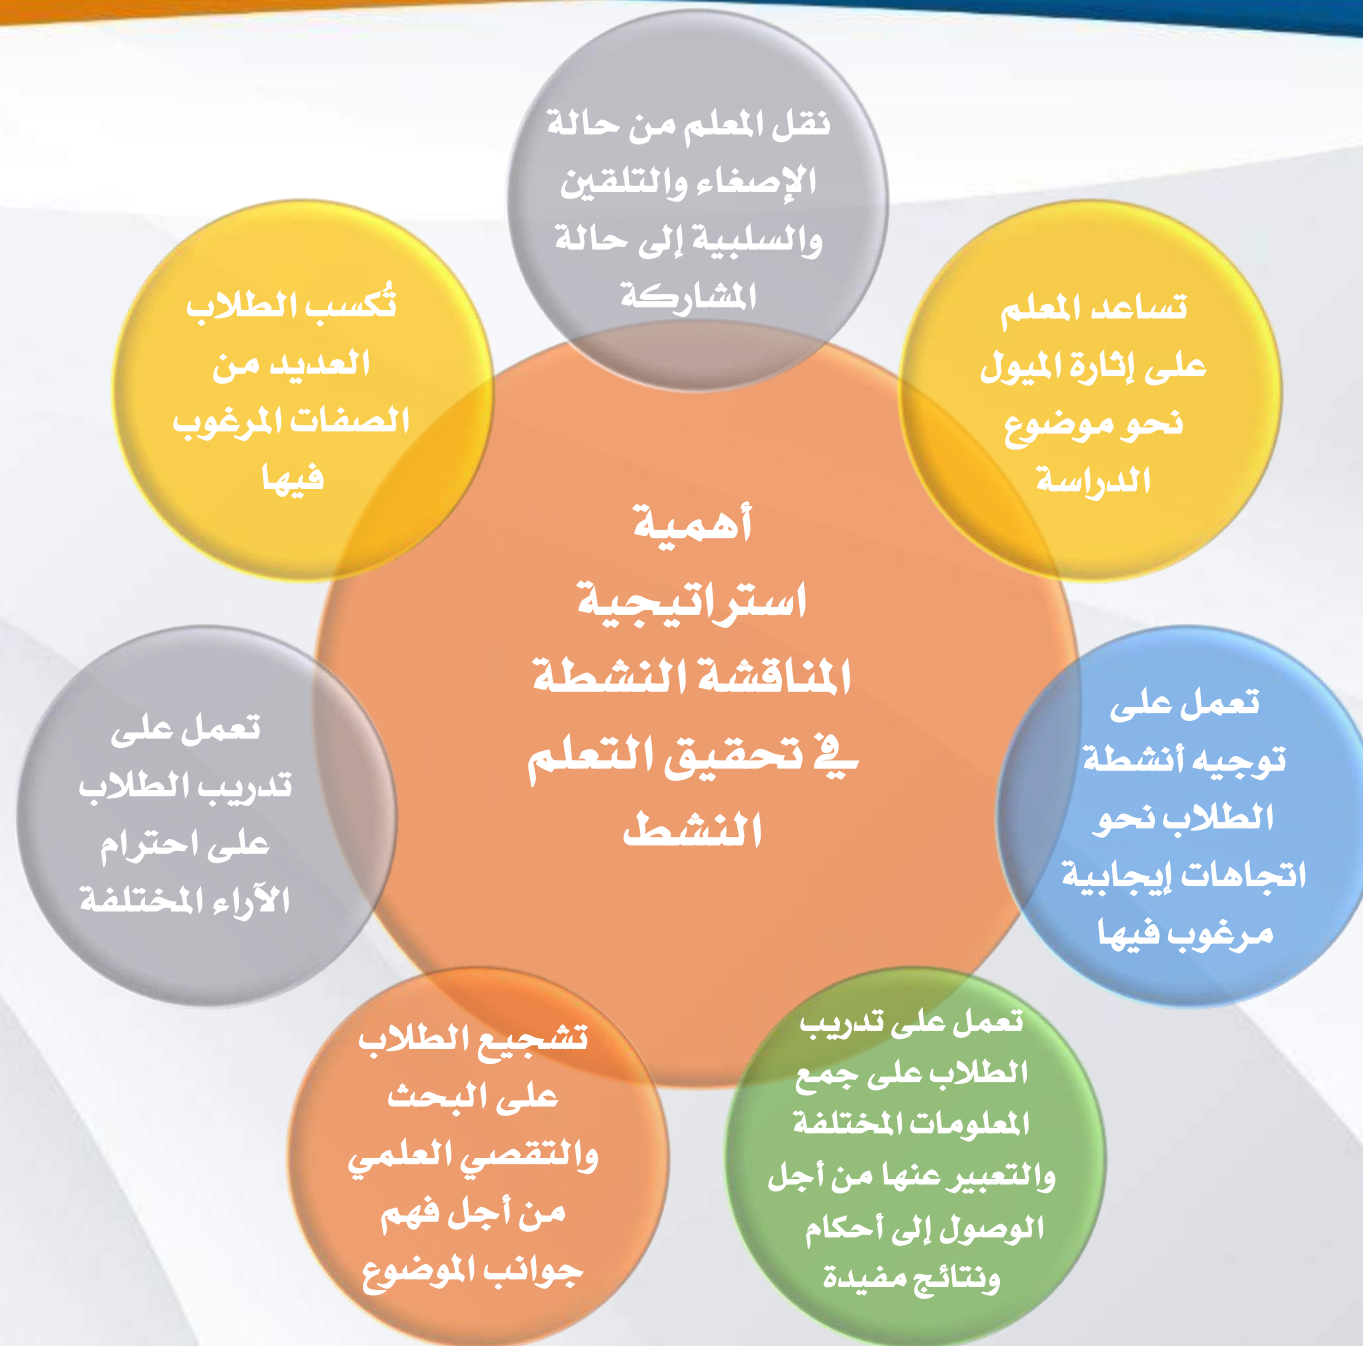 أهمية
استراتيجية
المناقشة النشطة
في تحقيق التعلم
النشط
نقل المعلم من حالة
الإصغاء والتلقين
والسلبية إلى حالة
المشاركة
تساعد المعلم
على إثارة الميول
نحو موضوع
الدراسة
تعمل على
توجيه أنشطة
الطلاب نحو
اتجاهات إيجابية
مرغوب فيها
تعمل على تدريب
الطلاب على جمع
المعلومات المختلفة
والتعبير عنها من أجل
الوصول إلى أحكام
ونتائج مفيدة
تشجيع الطلاب
على البحث
والتقصي العلمي
من أجل فهم
جوانب الموضوع
تعمل على
تدريب الطلاب
على احترام
الآراء المختلفة
تُكسب الطلاب
العديد من
الصفات المرغوب
فيها